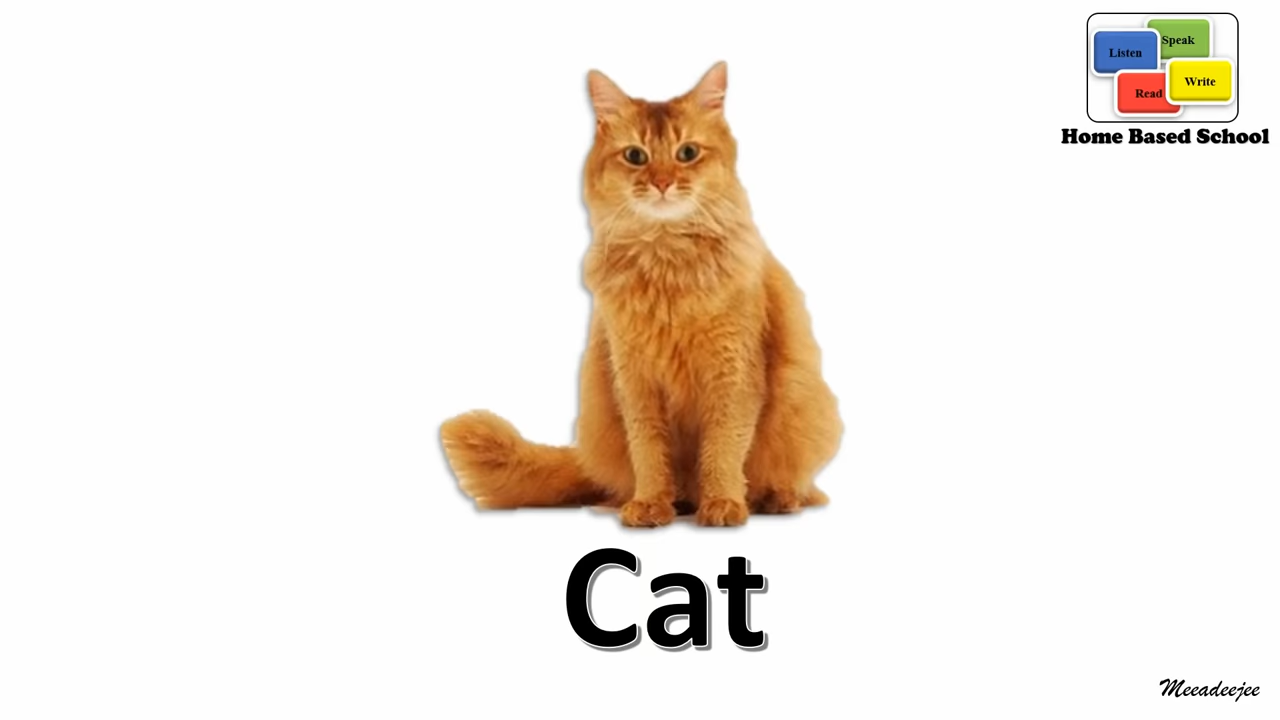 Speak
Listen
Write
Read
Home Based School
Cat
Meeadeejee